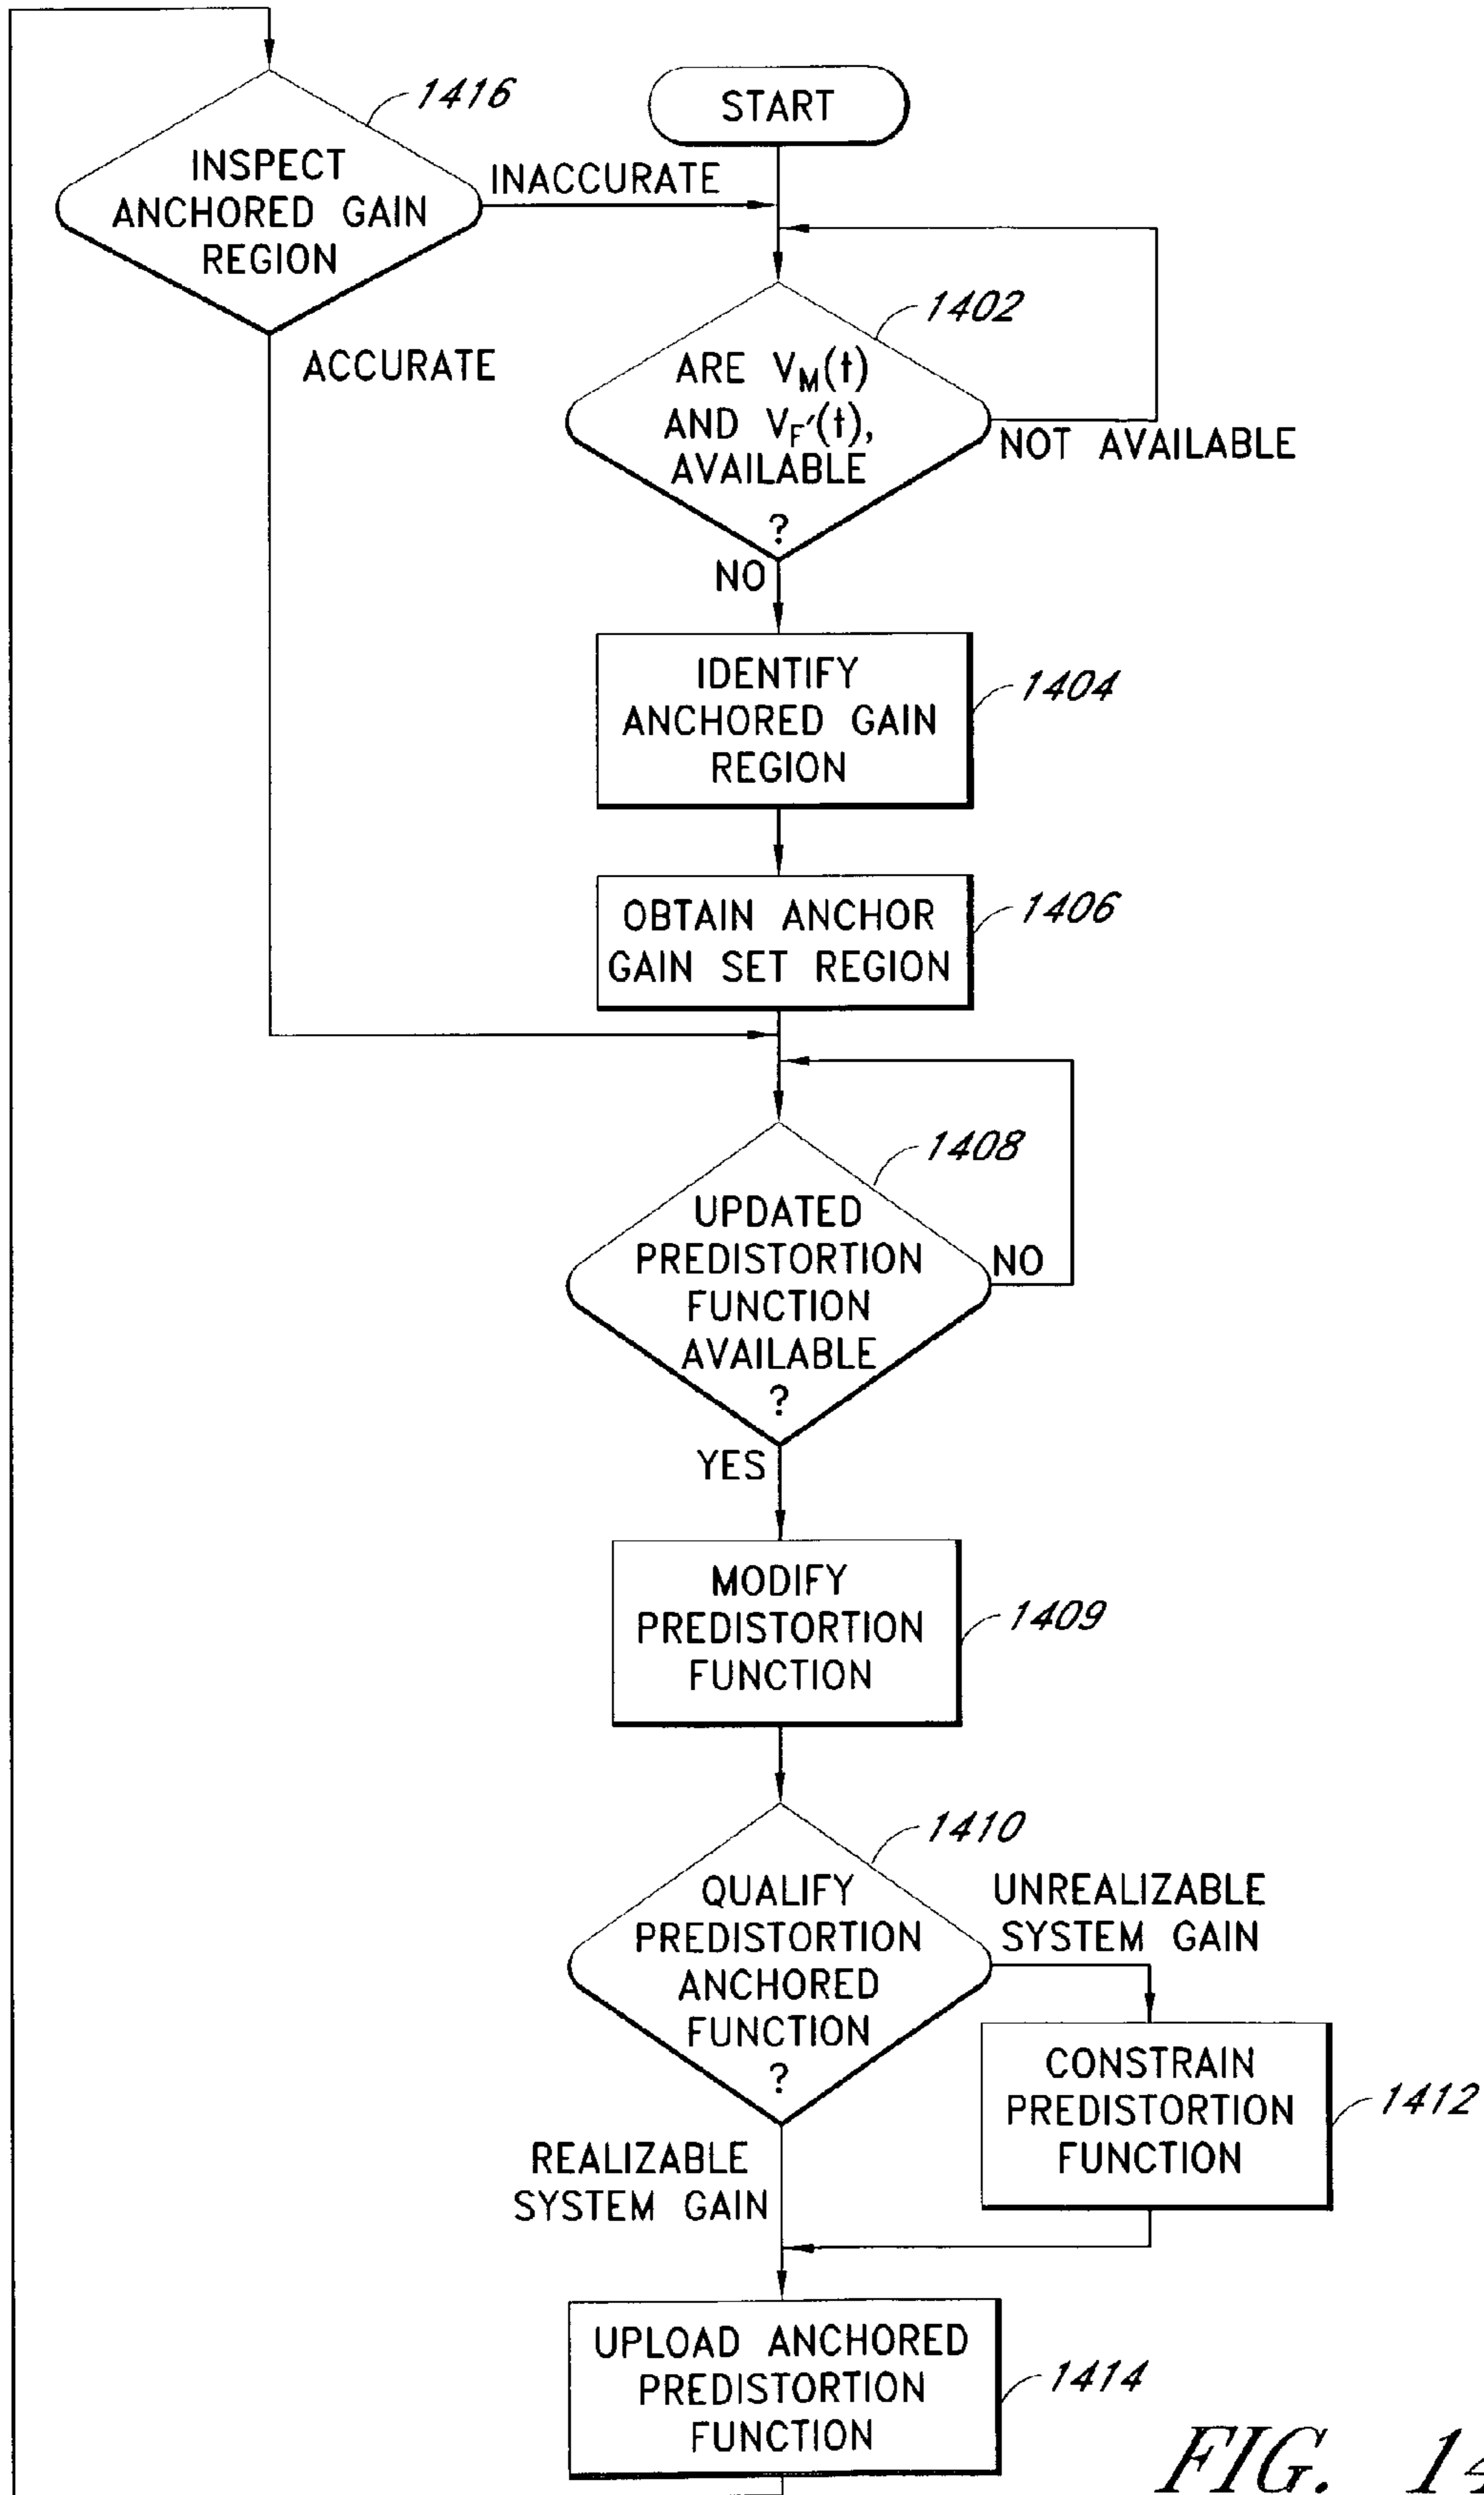 1416
INSPECT
ANCHORED GAIN
REGION
INACCURATE
ACCURATE
START
1402
ARE VM(t)
AND VF'(t),
AVAILABLE
?
NOT AVAILABLE
NO
IDENTIFY
ANCHORED GAIN
REGION
1404
OBTAIN ANCHOR
GAIN SET REGION
1406
1408
UPDATED
PREDISTORTION
FUNCTION
AVAILABLE
?
NO
YES
MODIFY
PREDISTORTION
FUNCTION
1409
1410
QUALIFY
PREDISTORTION
ANCHORED
FUNCTION
?
UNREALIZABLE
SYSTEM GAIN
CONSTRAIN
PREDISTORTION
FUNCTION
1412
REALIZABLE
SYSTEM GAIN
UPLOAD ANCHORED
PREDISTORTION
FUNCTION
1414
FIG. 14